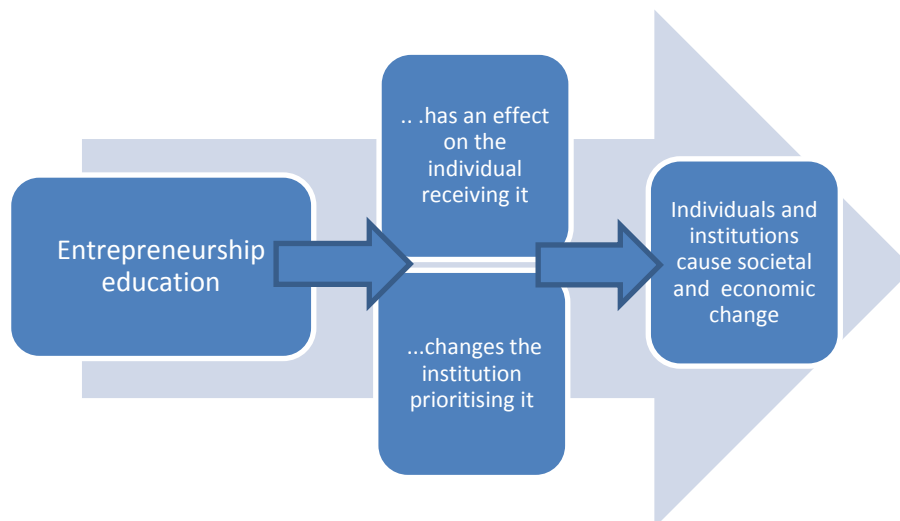 Entrepreneurship
education
.. .has an effect
on the
individual
receiving it
...changes the
institution
prioritising it
Individuals and
institutions
cause societal
and economic
change